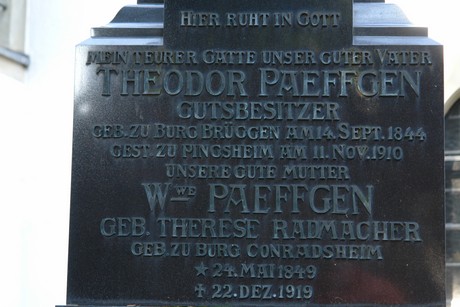 HIER RUHT IN GOTT
MEIN TEURER GATTE UNSER GUTER VATER
THEODOR PAEFFGEN
GUTSBESITZER
GEB. ZU BURG BRÜGGEN AM 14. SEPT. 1844
GEST. ZU PINGSHEIM AM 11. NOV. 1910
UNSERE GUTE MUTTER
WWE PAEFFGEN
GEB. THERESE RADMACHER
GEB. ZU BURG CONRADSHEIM
★ 24. MAI 1849
✝ 22. DEZ. 1919